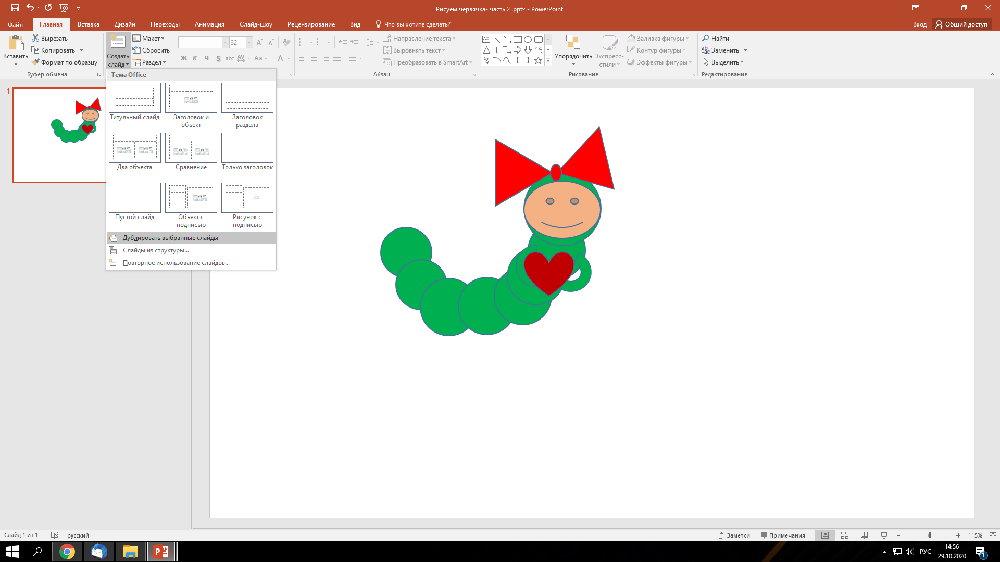 Рисуем червячка- часть 2 .pptx - PowerPoint
Файл
Главная
Вставка
Дизайн
Переходы
Анимация
Слайд-шоу
Рецензирование
Вид
Что вы хотите сделать?
Вход
Общий доступ
Вставить
Вырезать
Копировать
Формат по образцу
Буфер обмена
Создать
слайд
Макет
Сбросить
Раздел
32
Ж К Ч S abc AV Aa A
Направление текста
Выровнять текст
Преобразовать в SmartArt
Абзац
Упорядочить
Экспресс-
стили
Заливка фигуры
Контур фигуры
Эффекты фигуры
Рисование
Найти
Заменить
Выделить
Редактирование
Тема Office
Титульный слайд
Заголовок и
объект
Заголовок
раздела
Два объекта
Сравнение
Только заголовок
Пустой слайд
Объект с
подписью
Рисунок с
подписью
Дублировать выбранные слайды
Слайды из структуры...
Повторное использование слайдов...
1
Слайд 1 из 1
русский
Заметки
Примечания
115%
РУС
14:56
29.10.2020
1